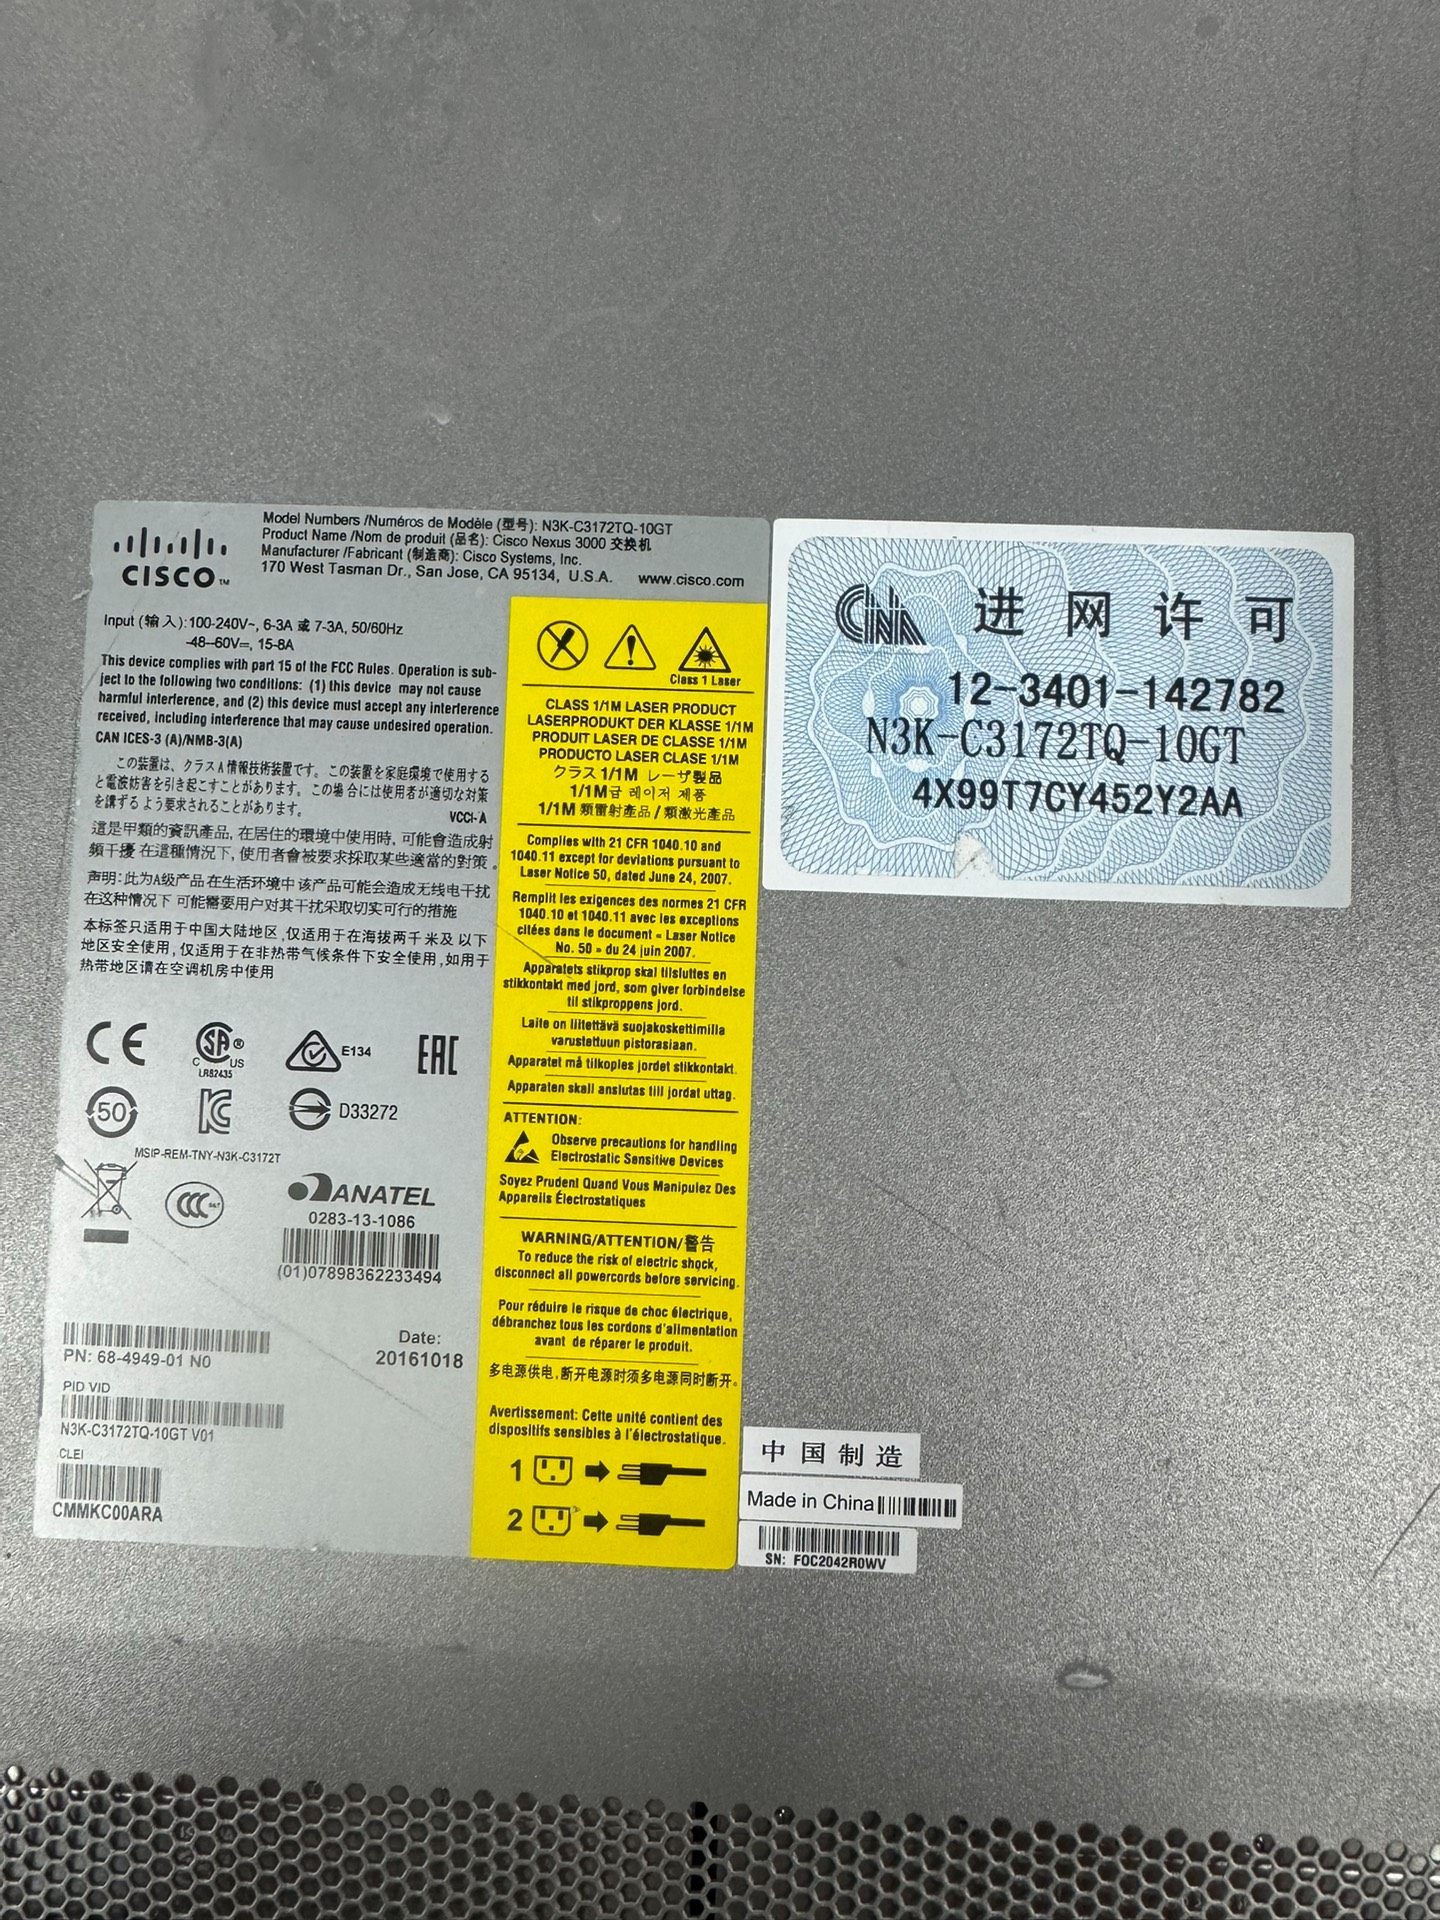 CISCO™
Model Numbers /Numéros de Modèle (型号): N3K-C3172TQ-10GT
Product Name /Nom de produit (品名): Cisco Nexus 3000 交换机
Manufacturer /Fabricant (制造商): Cisco Systems, Inc.
170 West Tasman Dr., San Jose, CA 95134, U.S.A. www.cisco.com
Input (输入): 100-240V~, 6-3A 或 7-3A, 50/60Hz
-48--60V⎓, 15-8A
This device complies with part 15 of the FCC Rules. Operation is sub-
ject to the following two conditions: (1) this device may not cause
harmful interference, and (2) this device must accept any interference
received, including interference that may cause undesired operation.
CAN ICES-3 (A)/NMB-3(A)
この装置は、クラスA情報技術装置です。この装置を家庭環境で使用する
と電波妨害を引き起こすことがあります。この場合には使用者が適切な対策
を講ずるよう要求されることがあります。 VCCI-A
這是甲類的資訊產品, 在居住的環境中使用時, 可能會造成射
頻干擾 在這種情況下, 使用者會被要求採取某些適當的對策。
声明: 此为A级产品 在生活环境中 该产品可能会造成无线电干扰
在这种情况下 可能需要用户对其干扰采取切实可行的措施
本标签只适用于中国大陆地区, 仅适用于在海拔两千米及以下
地区安全使用, 仅适用于在非热带气候条件下安全使用, 如用于
热带地区请在空调机房中使用
CE
C SA ® US
LR82435
E134
EAC
50
D33272
MSIP-REM-TNY-N3K-C3172T
CCC S&E
ANATEL
0283-13-1086
(01)07898362233494
PN: 68-4949-01 N0
Date:
20161018
PID VID
N3K-C3172TQ-10GT V01
CLEI
CMMKC00ARA
Class 1 Laser
CLASS 1/1M LASER PRODUCT
LASERPRODUKT DER KLASSE 1/1M
PRODUIT LASER DE CLASSE 1/1M
PRODUCTO LASER CLASE 1/1M
クラス 1/1M レーザ製品
1/1M급 레이저 제품
1/1M 類雷射產品 / 類激光產品
Complies with 21 CFR 1040.10 and
1040.11 except for deviations pursuant to
Laser Notice 50, dated June 24, 2007.
Remplit les exigences des normes 21 CFR
1040.10 et 1040.11 avec les exceptions
citées dans le document « Laser Notice
No. 50 » du 24 juin 2007.
Apparatets stikprop skal tilsluttes en
stikkontakt med jord, som giver forbindelse
til stikproppens jord.
Laite on liitettävä suojakoskettimilla
varustettuun pistorasiaan.
Apparatet må tilkoples jordet stikkontakt.
Apparaten skall anslutas till jordat uttag.
ATTENTION:
Observe precautions for handling
Electrostatic Sensitive Devices
Soyez Prudent Quand Vous Manipulez Des
Appareils Électrostatiques
WARNING/ATTENTION/警告
To reduce the risk of electric shock,
disconnect all powercords before servicing.
Pour réduire le risque de choc électrique,
débranchez tous les cordons d'alimentation
avant de réparer le produit.
多电源供电, 断开电源时须多电源同时断开。
Avertissement: Cette unité contient des
dispositifs sensibles à l'électrostatique.
1
2
CNA 进网许可
12-3401-142782
N3K-C3172TQ-10GT
4X99T7CY452Y2AA
中国制造
Made in China
SN: FOC2042R0WV